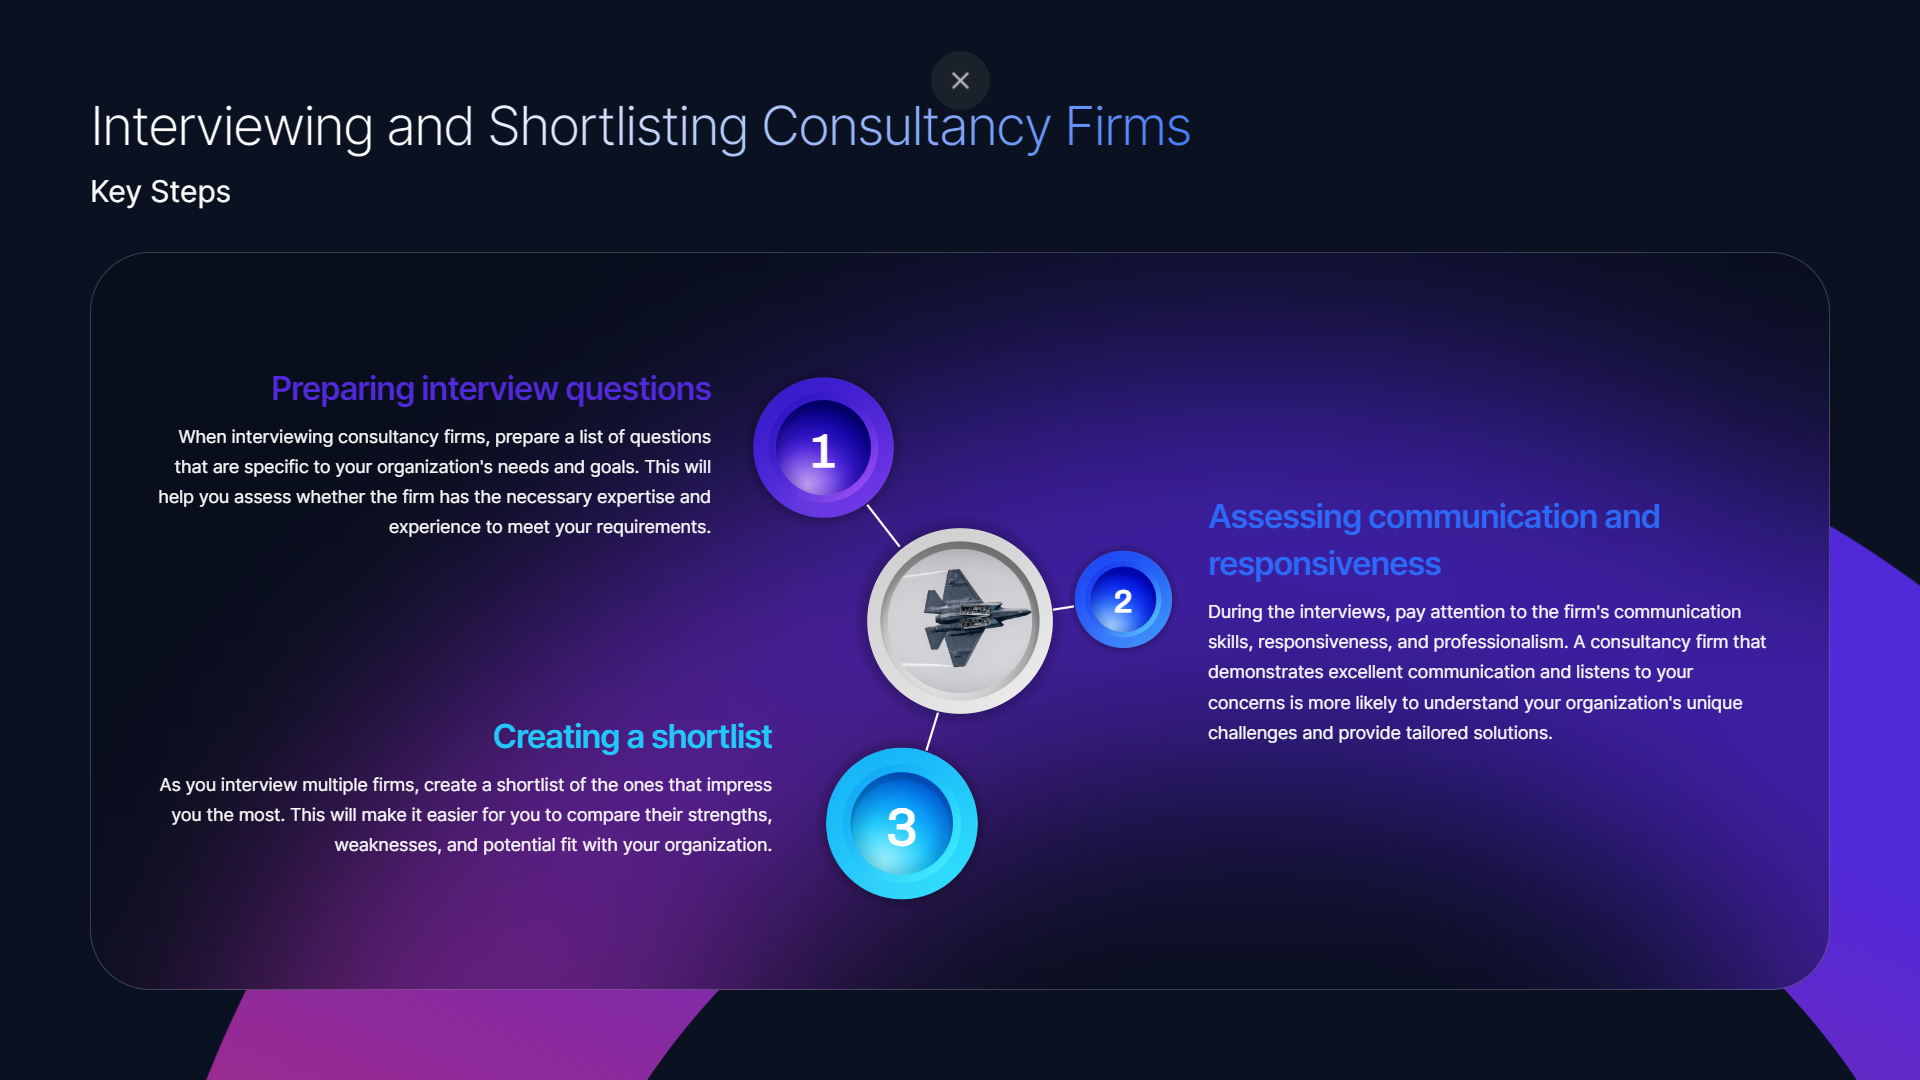 Interviewing and Shortlisting Consultancy Firms
Key Steps
Preparing interview questions
When interviewing consultancy firms, prepare a list of questions
that are specific to your organization's needs and goals. This will
help you assess whether the firm has the necessary expertise and
experience to meet your requirements.
1
Assessing communication and
responsiveness
During the interviews, pay attention to the firm's communication
skills, responsiveness, and professionalism. A consultancy firm that
demonstrates excellent communication and listens to your
concerns is more likely to understand your organization's unique
challenges and provide tailored solutions.
2
Creating a shortlist
As you interview multiple firms, create a shortlist of the ones that impress
you the most. This will make it easier for you to compare their strengths,
weaknesses, and potential fit with your organization.
3